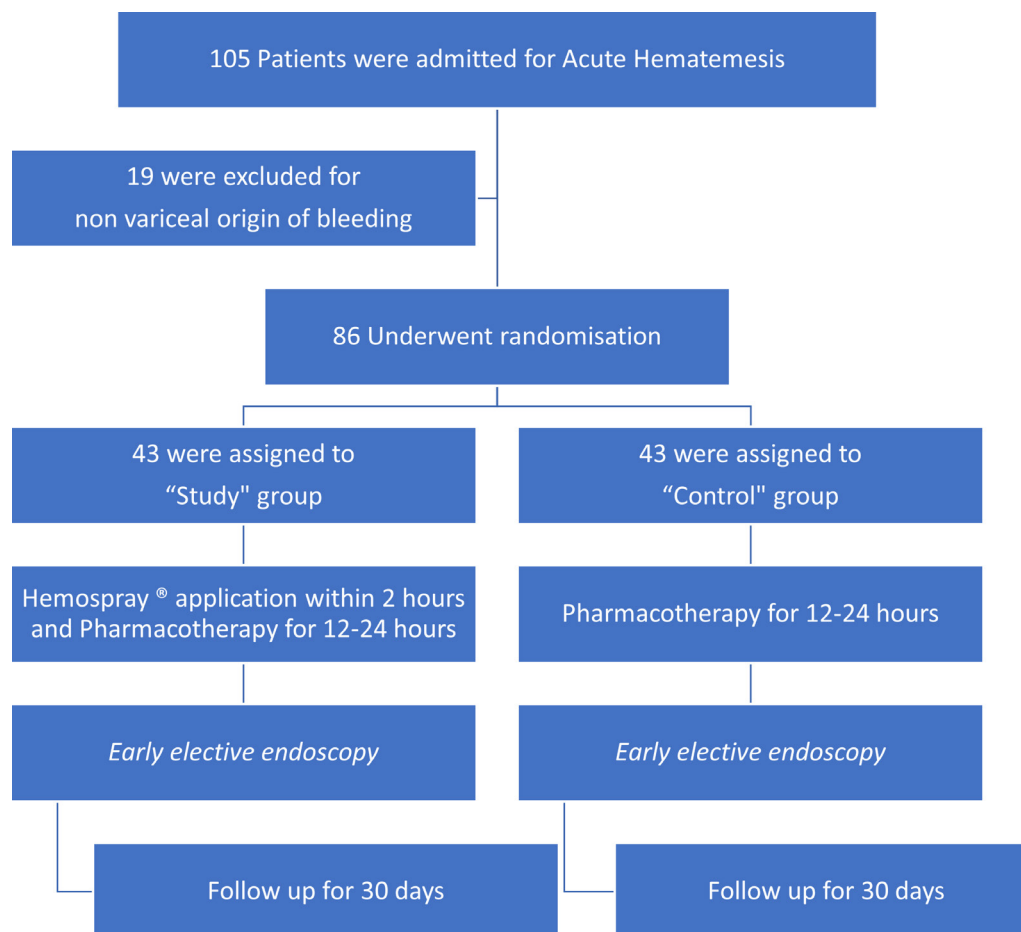 105 Patients were admitted for Acute Hematemesis
19 were excluded for
non variceal origin of bleeding
86 Underwent randomisation
43 were assigned to
“Study" group
43 were assigned to
“Control" group
Hemospray ® application within 2 hours
and Pharmacotherapy for 12-24 hours
Pharmacotherapy for 12-24 hours
Early elective endoscopy
Early elective endoscopy
Follow up for 30 days
Follow up for 30 days